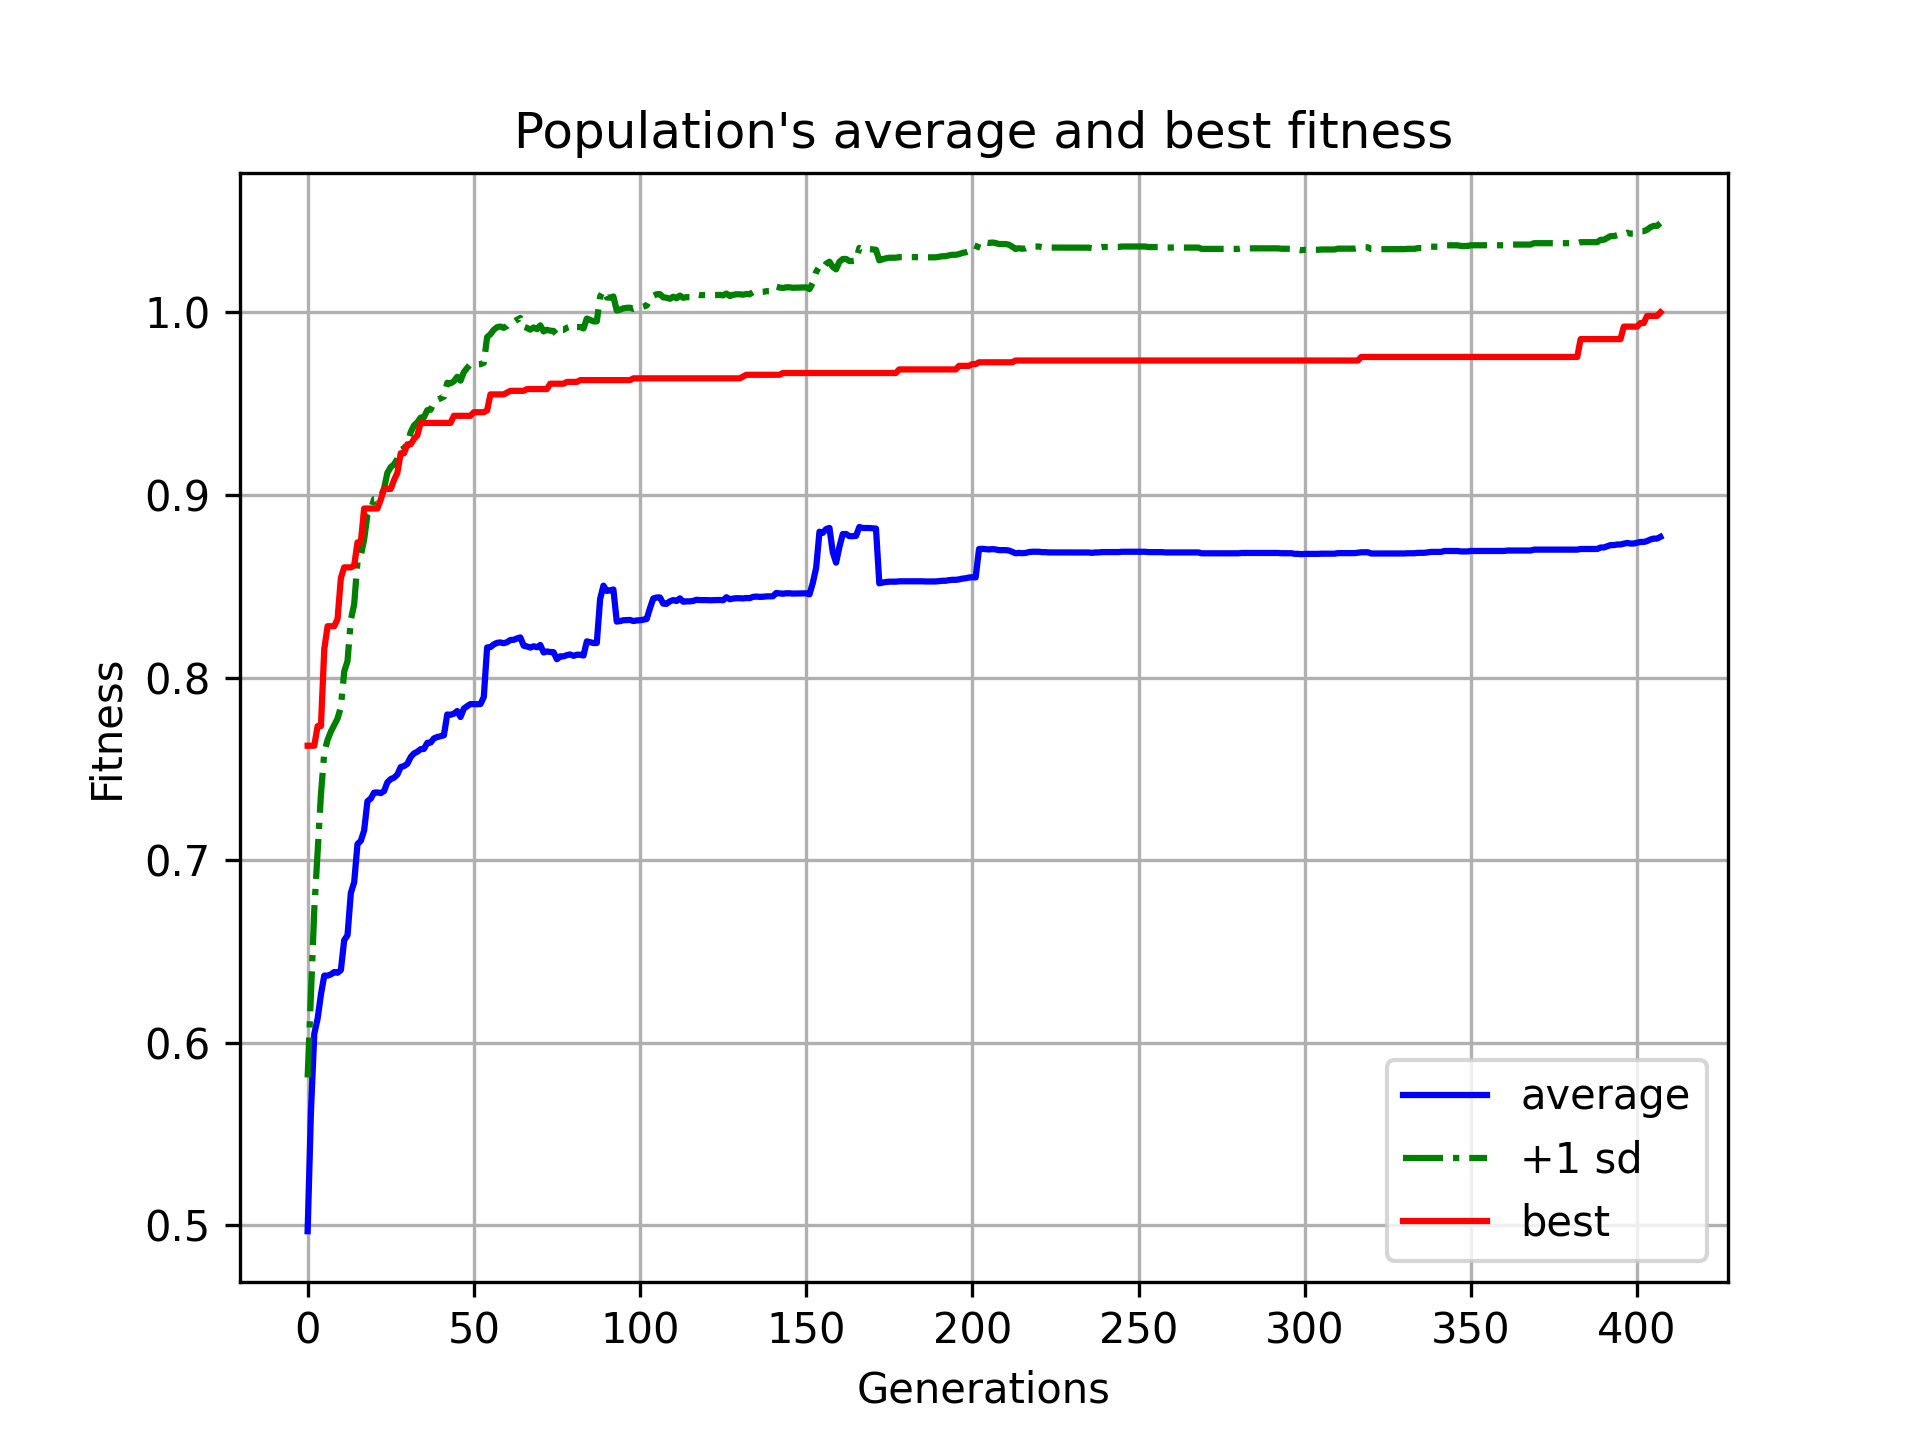 Population's average and best fitness
Fitness
1.0
0.9
0.8
0.7
0.6
0.5
average
+1 sd
best
0 50 100 150 200 250 300 350 400
Generations